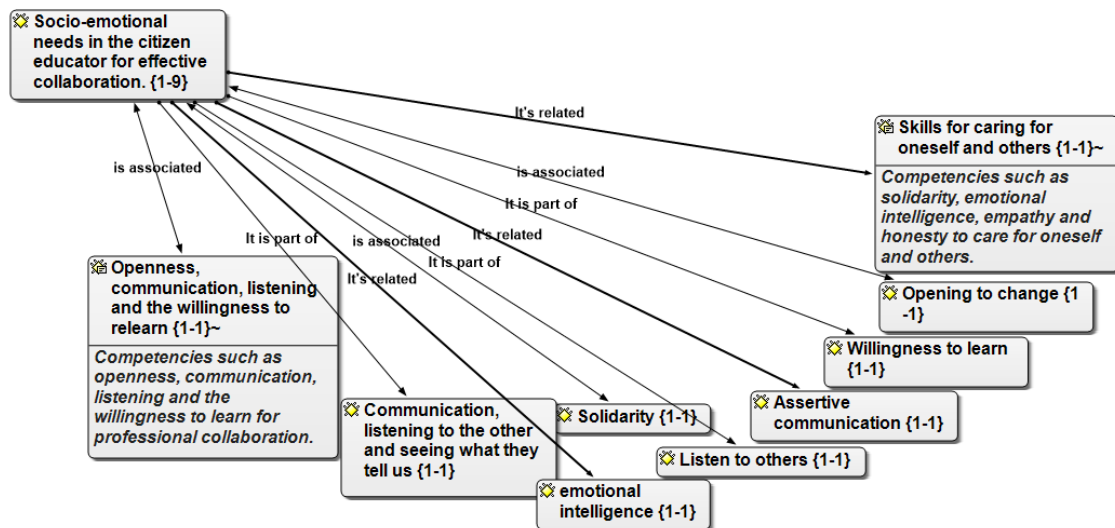 Socio-emotional
needs in the citizen
educator for effective
collaboration. {1-9}
It's related
Skills for caring for
oneself and others {1-1}~
Competencies such as
solidarity, emotional
intelligence, empathy and
honesty to care for oneself
and others.
is associated
is associated
It is part of
It's related
It is part of
is associated
It is part of
It's related
Openness,
communication, listening
and the willingness to
relearn {1-1}~
Competencies such as
openness, communication,
listening and the
willingness to learn for
professional collaboration.
Opening to change {1
-1}
Willingness to learn
{1-1}
Assertive
communication {1-1}
Communication,
listening to the other
and seeing what they
tell us {1-1}
Solidarity {1-1}
Listen to others {1-1}
emotional
intelligence {1-1}